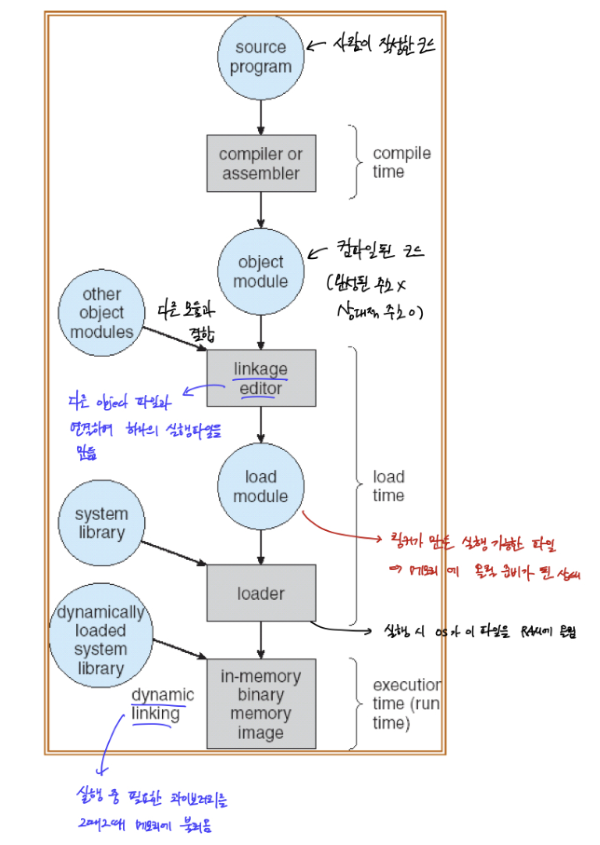 source
program
← 사람이 작성한 코드
compiler or
assembler
compile
time
object
module
← 컴파일된 코드
(완성된 주소 X
상대적 주소 O)
other
object
modules
다른 모듈과
결합
linkage
editor
다른 object 파일과
연결하여 하나의 실행파일을
만듦
load
module
load
time
system
library
링커가 만든 실행 가능한 파일
→ 메모리에 올릴 준비가 된 상태
loader
실행 시 OS가 이 파일을 RAM에 올림
dynamically
loaded
system
library
dynamic
linking
in-memory
binary
memory
image
execution
time (run
time)
실행 중 필요한 라이브러리를
그때그때 메모리에 불러옴